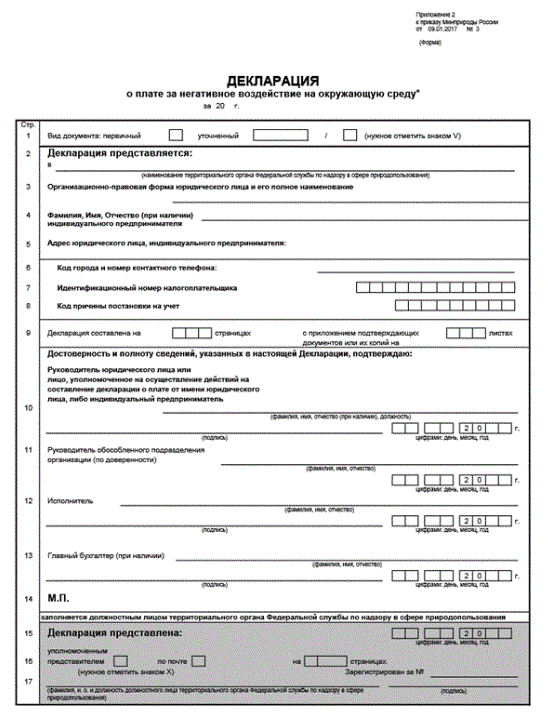 Приложение 2
к приказу Минприроды России
от 09.01.2017 № 3
(Форма)
ДЕКЛАРАЦИЯ
о плате за негативное воздействие на окружающую среду*
за 20 г.
Стр.
1 Вид документа: первичный уточненный / (нужное отметить знаком V)
2 Декларация представляется:
в
(наименование территориального органа Федеральной службы по надзору в сфере природопользования)
3 Организационно-правовая форма юридического лица и его полное наименование
4 Фамилия, Имя, Отчество (при наличии)
индивидуального предпринимателя
5 Адрес юридического лица, индивидуального предпринимателя:
6 Код города и номер контактного телефона:
7 Идентификационный номер налогоплательщика
8 Код причины постановки на учет
9 Декларация составлена на страницах с приложением подтверждающих документов или их копий на листах
Достоверность и полноту сведений, указанных в настоящей Декларации, подтверждаю:
Руководитель юридического лица или
лицо, уполномоченное на осуществление действий на
составление декларации о плате от имени юридического
лица, либо индивидуальный предприниматель
10
(фамилия, имя, отчество (при наличии), должность)
2 0 г.
(подпись) цифрами: день, месяц, год
11 Руководитель обособленного подразделения
организации (по доверенности)
(фамилия, имя, отчество)
2 0 г.
(подпись) цифрами: день, месяц, год
12 Исполнитель
(фамилия, имя, отчество)
2 0 г.
(подпись) цифрами: день, месяц, год
13 Главный бухгалтер (при наличии)
(фамилия, имя, отчество)
2 0 г.
(подпись) цифрами: день, месяц, год
14 М.П.
заполняется должностным лицом территориального органа Федеральной службы по надзору в сфере природопользования
15 Декларация представлена: 2 0
уполномоченным
16 представителем по почте на страницах.
(нужное отметить знаком X) Зарегистрирован за №
17
(фамилия, и. о. и должность должностного лица территориального органа Федеральной службы по надзору в сфере
природопользования) (подпись)